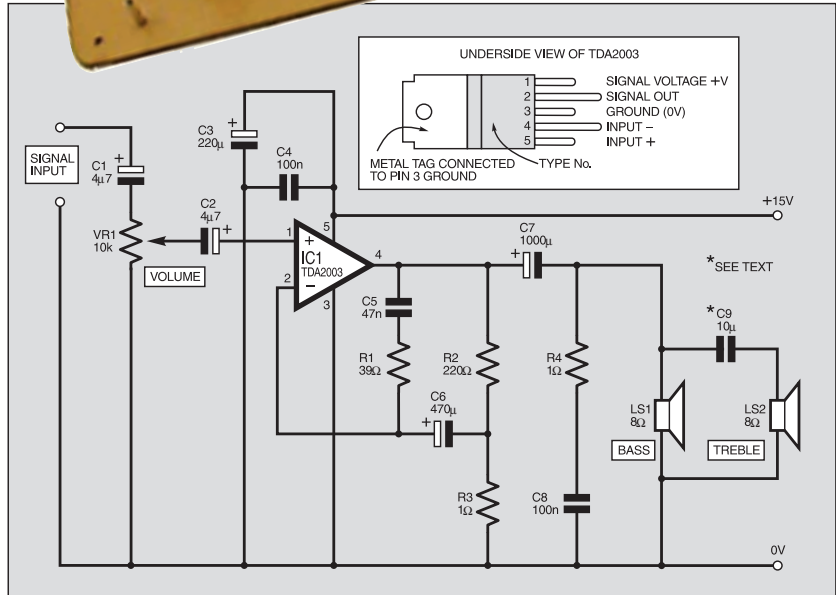 UNDERSIDE VIEW OF TDA2003
1 SIGNAL VOLTAGE +V
2 SIGNAL OUT
3 GROUND (0V)
4 INPUT –
5 INPUT +
METAL TAG CONNECTED
TO PIN 3 GROUND
TYPE No.
SIGNAL
INPUT
C1
4µ7
+
VR1
10k
VOLUME
C2
4µ7
+
C3
220µ
+
C4
100n
1
+
5
IC1
TDA2003
2
–
3
4
C5
47n
R1
39Ω
C6
470µ
+
R2
220Ω
R3
1Ω
C7
1000µ
+
R4
1Ω
C8
100n
+15V
*SEE TEXT
*C9
10µ
LS1
8Ω
BASS
LS2
8Ω
TREBLE
0V